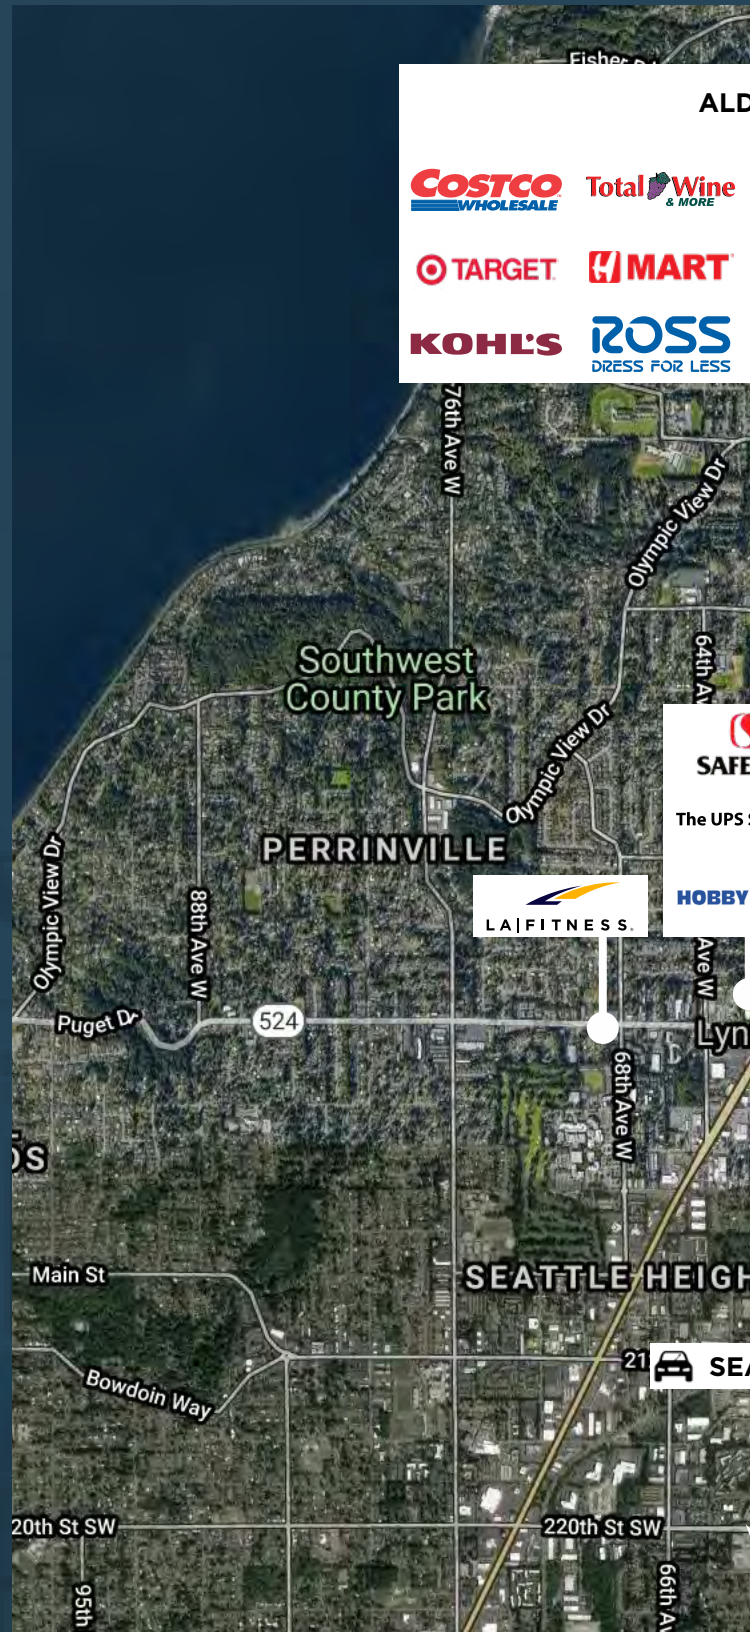 Fisher
ALD
COSTCO
WHOLESALE
Total Wine
& MORE
TARGET
H MART
KOHL'S
ROSS
DRESS FOR LESS
76th Ave W
Olympic View Dr
64th Av
Southwest
County Park
Olympic View Dr
SAFE
The UPS S
PERRINVILLE
HOBBY
LA|FITNESS.
Olympic View Dr
88th Ave W
Ave W
Puget Dr
524
Lyn
68th Ave W
DS
Main St
SEATTLE HEIGH
21
SEA
Bowdoin Way
20th St SW
220th St SW
95th
66th Av